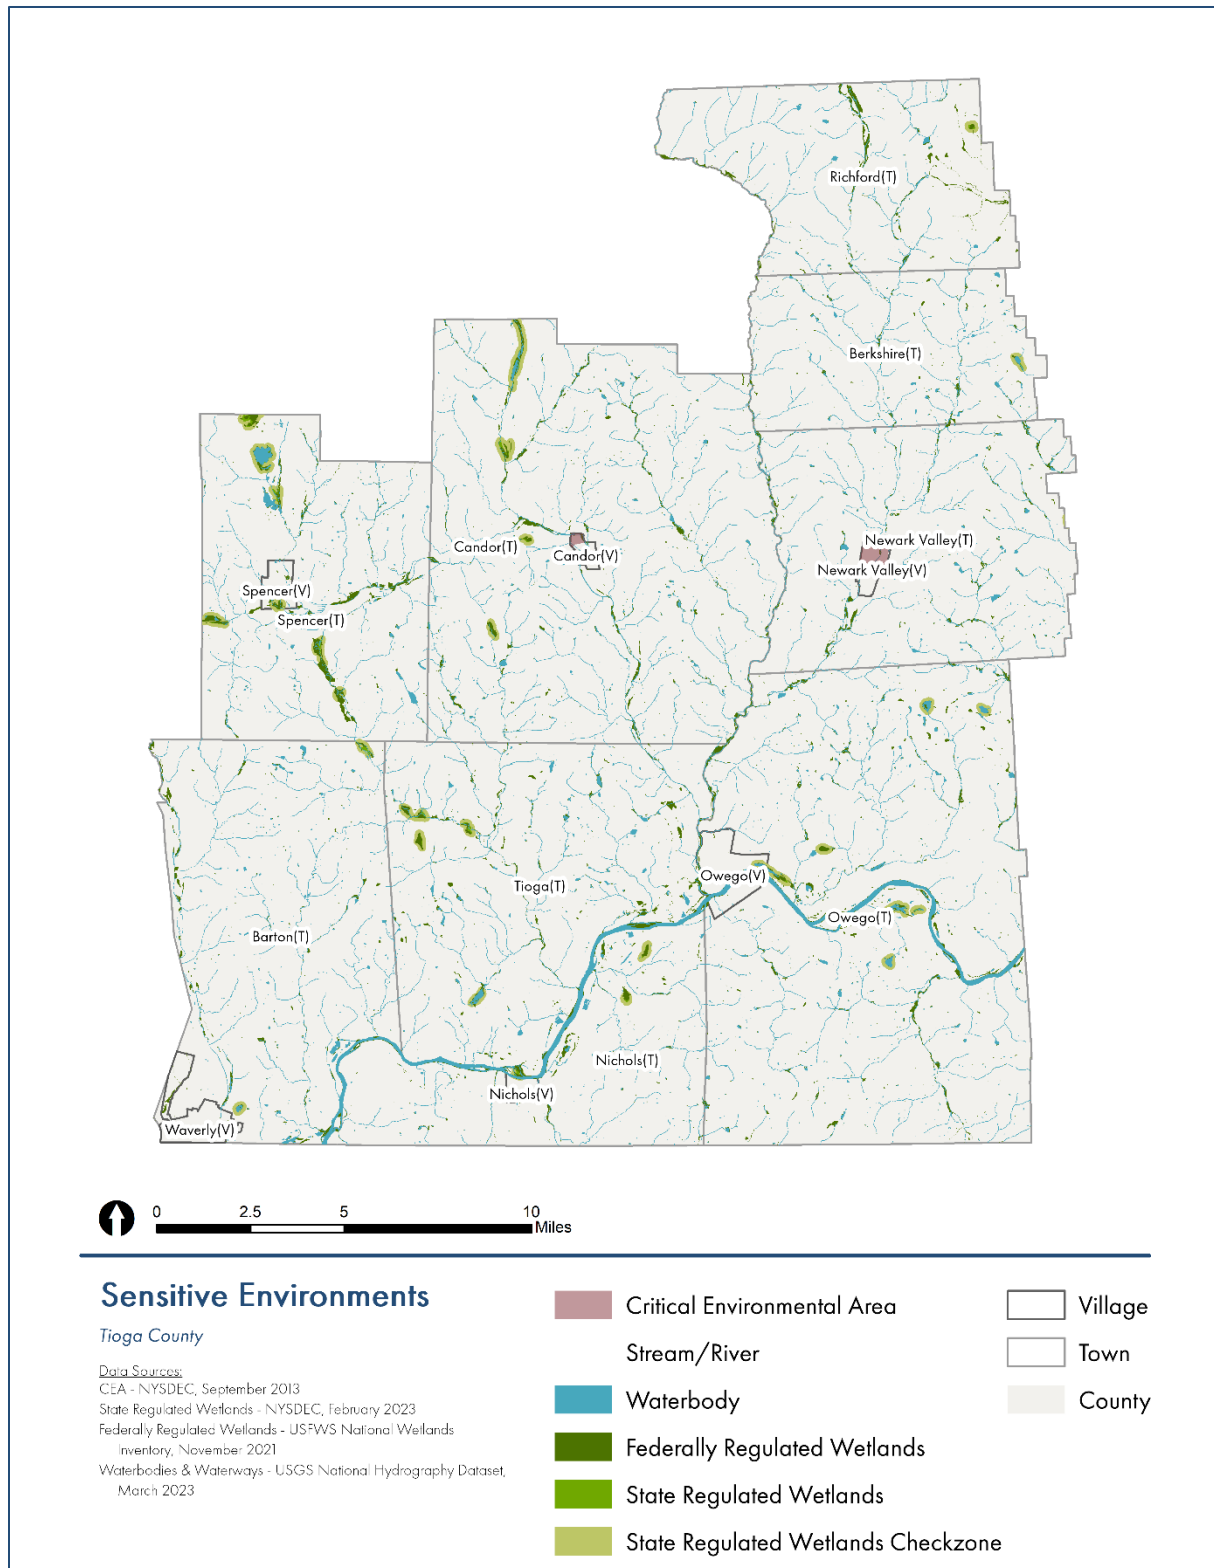 Richford(T)
Berkshire(T)
Newark Valley(T)
Candor(T)
Candor(V)
Newark Valley(V)
Spencer(V)
Spencer(T)
Owego(V)
Tioga(T)
Owego(T)
Barton(T)
Nichols(T)
Nichols(V)
Waverly(V)
0 2.5 5 10
Miles
Sensitive Environments
Tioga County
Data Sources:
CEA - NYSDEC, September 2013
State Regulated Wetlands - NYSDEC, February 2023
Federally Regulated Wetlands - USFWS National Wetlands
Inventory, November 2021
Waterbodies & Waterways - USGS National Hydrography Dataset,
March 2023
Critical Environmental Area
Stream/River
Waterbody
Federally Regulated Wetlands
State Regulated Wetlands
State Regulated Wetlands Checkzone
Village
Town
County